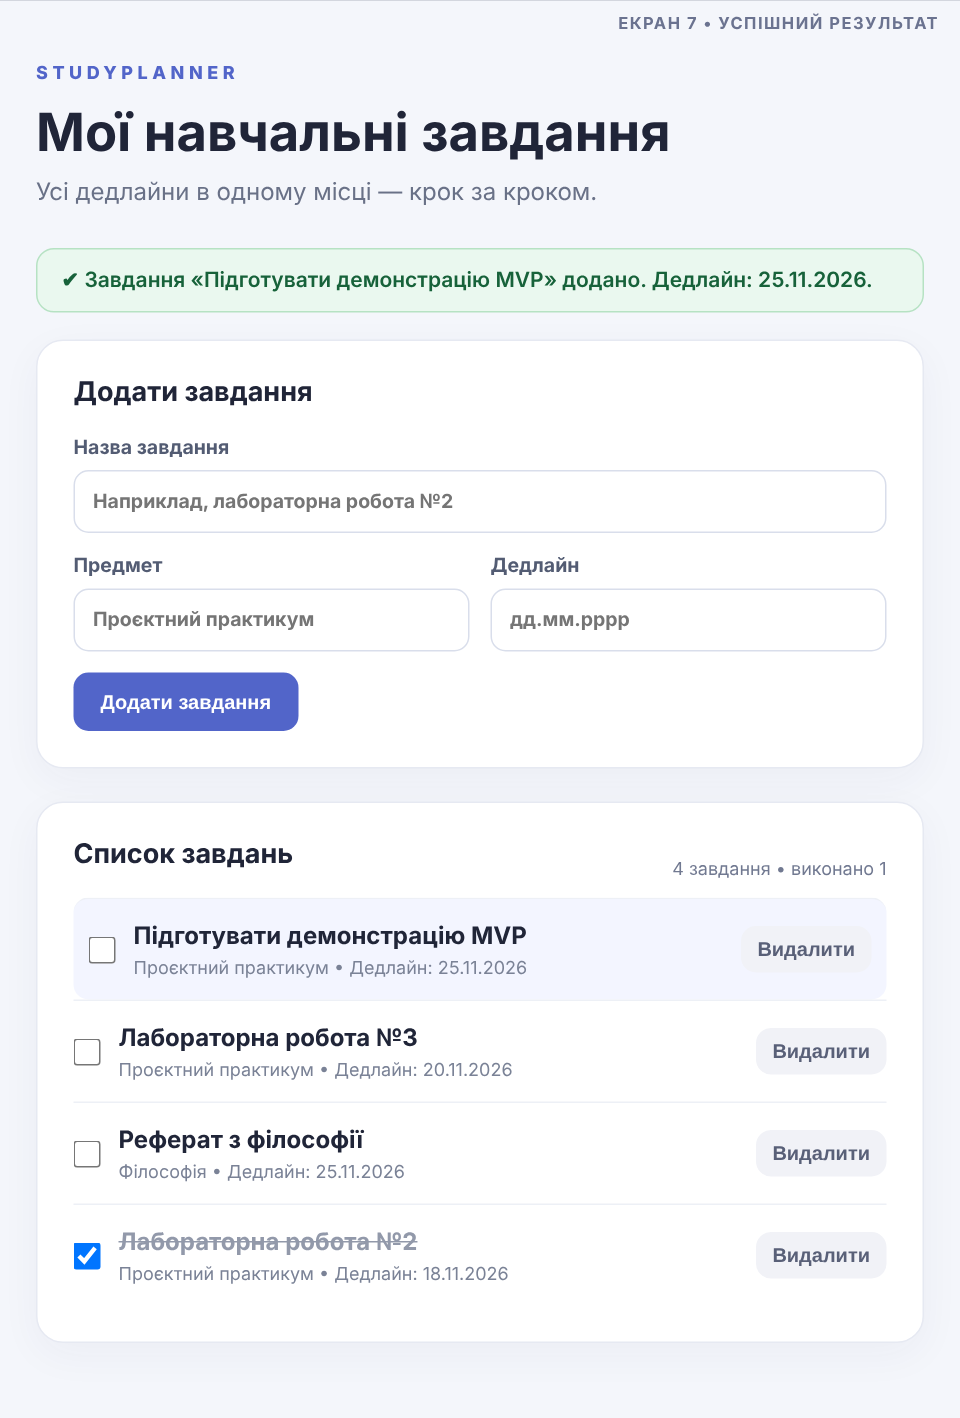 ЕКРАН 7 • УСПІШНИЙ РЕЗУЛЬТАТ
STUDYPLANNER
Мої навчальні завдання
Усі дедлайни в одному місці — крок за кроком.
✔ Завдання «Підготувати демонстрацію MVP» додано. Дедлайн: 25.11.2026.
Додати завдання
Назва завдання
Наприклад, лабораторна робота №2
Предмет
Дедлайн
Проєктний практикум
дд.мм.рррр
Додати завдання
Список завдань
4 завдання • виконано 1
Підготувати демонстрацію MVP
Проєктний практикум • Дедлайн: 25.11.2026
Видалити
Лабораторна робота №3
Проєктний практикум • Дедлайн: 20.11.2026
Видалити
Реферат з філософії
Філософія • Дедлайн: 25.11.2026
Видалити
Лабораторна робота №2
Проєктний практикум • Дедлайн: 18.11.2026
Видалити